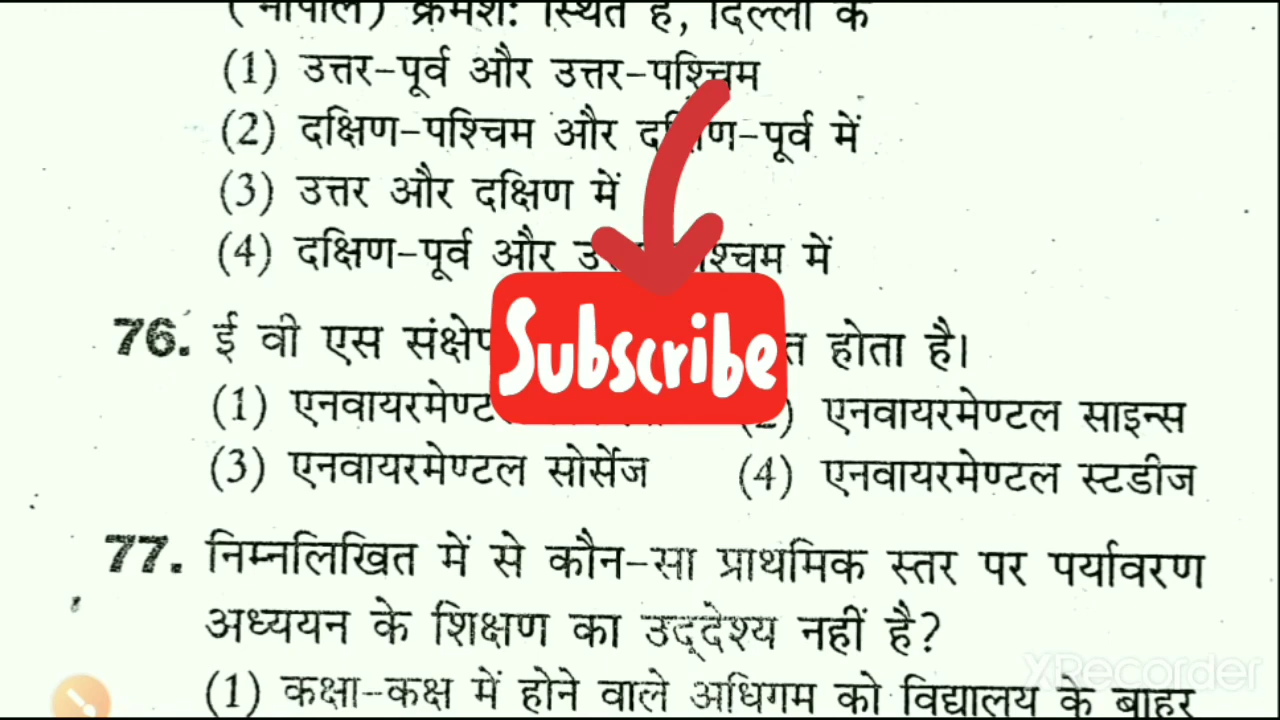 (भोपाल) क्रमश: स्थित हैं, दिल्ली के
(1) उत्तर-पूर्व और उत्तर-पश्चिम
(2) दक्षिण-पश्चिम और दक्षिण-पूर्व में
(3) उत्तर और दक्षिण में
(4) दक्षिण-पूर्व और में
76. ई वी एस होता है।
Subscribe
(1) (2) एनवायरमेण्टल साइन्स
(3) एनवायरमेण्टल सोर्सेज (4) एनवायरमेण्टल स्टडीज
77. निम्नलिखित में से कौन-सा प्राथमिक स्तर पर पर्यावरण
अध्ययन के शिक्षण का उद्देश्य नहीं है?
(1) कक्षा-कक्ष में होने वाले अधिगम को विद्यालय के बाहर
XRecorder